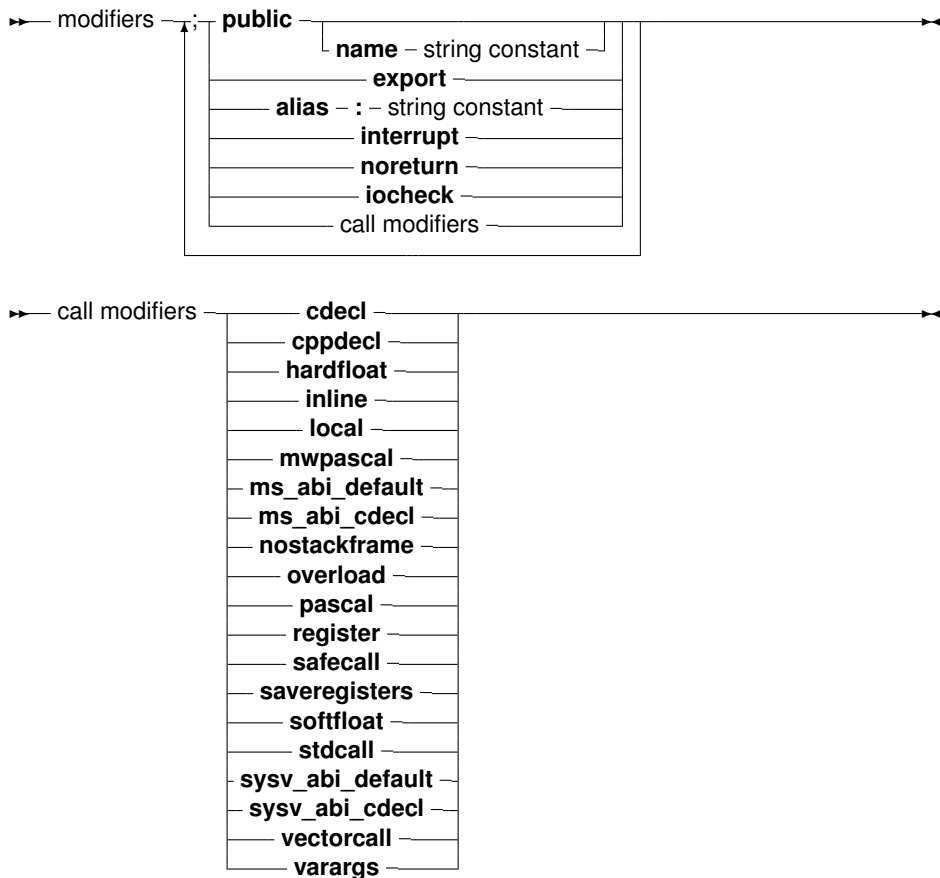 modifiers ; public
name string constant
export
alias : string constant
interrupt
noreturn
iocheck
call modifiers
call modifiers cdecl
cppdecl
hardfloat
inline
local
mwpascal
ms_abi_default
ms_abi_cdecl
nostackframe
overload
pascal
register
safecall
saveregisters
softfloat
stdcall
sysv_abi_default
sysv_abi_cdecl
vectorcall
varargs